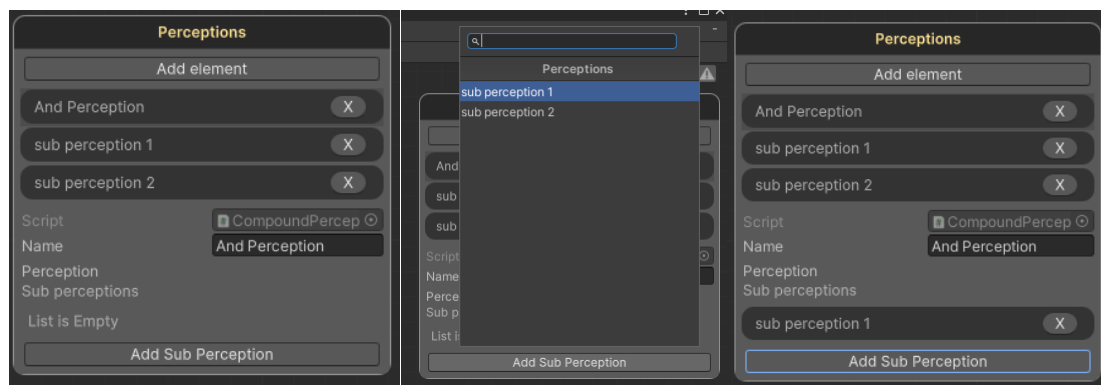 Perceptions
Add element
And Perception X
sub perception 1 X
sub perception 2 X
Script CompoundPercep
Name And Perception
Perception
Sub perceptions
List is Empty
Add Sub Perception
Perceptions
sub perception 1
sub perception 2
And
sub
sub
Script
Name
Perce
Sub p
List i
Add Sub Perception
Perceptions
Add element
And Perception X
sub perception 1 X
sub perception 2 X
Script CompoundPercep
Name And Perception
Perception
Sub perceptions
sub perception 1 X
Add Sub Perception